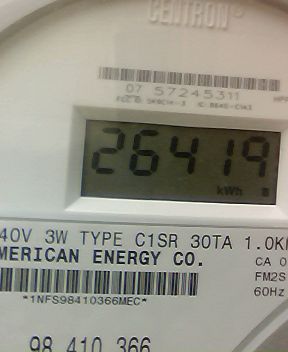 CENTRON®
07 57245311
26419
kWh
40V 3W TYPE C1SR 30TA 1.0K
MERICAN ENERGY CO.
CA 0
FM2S
60Hz
*1NFS98410366MEC*
98 410 366